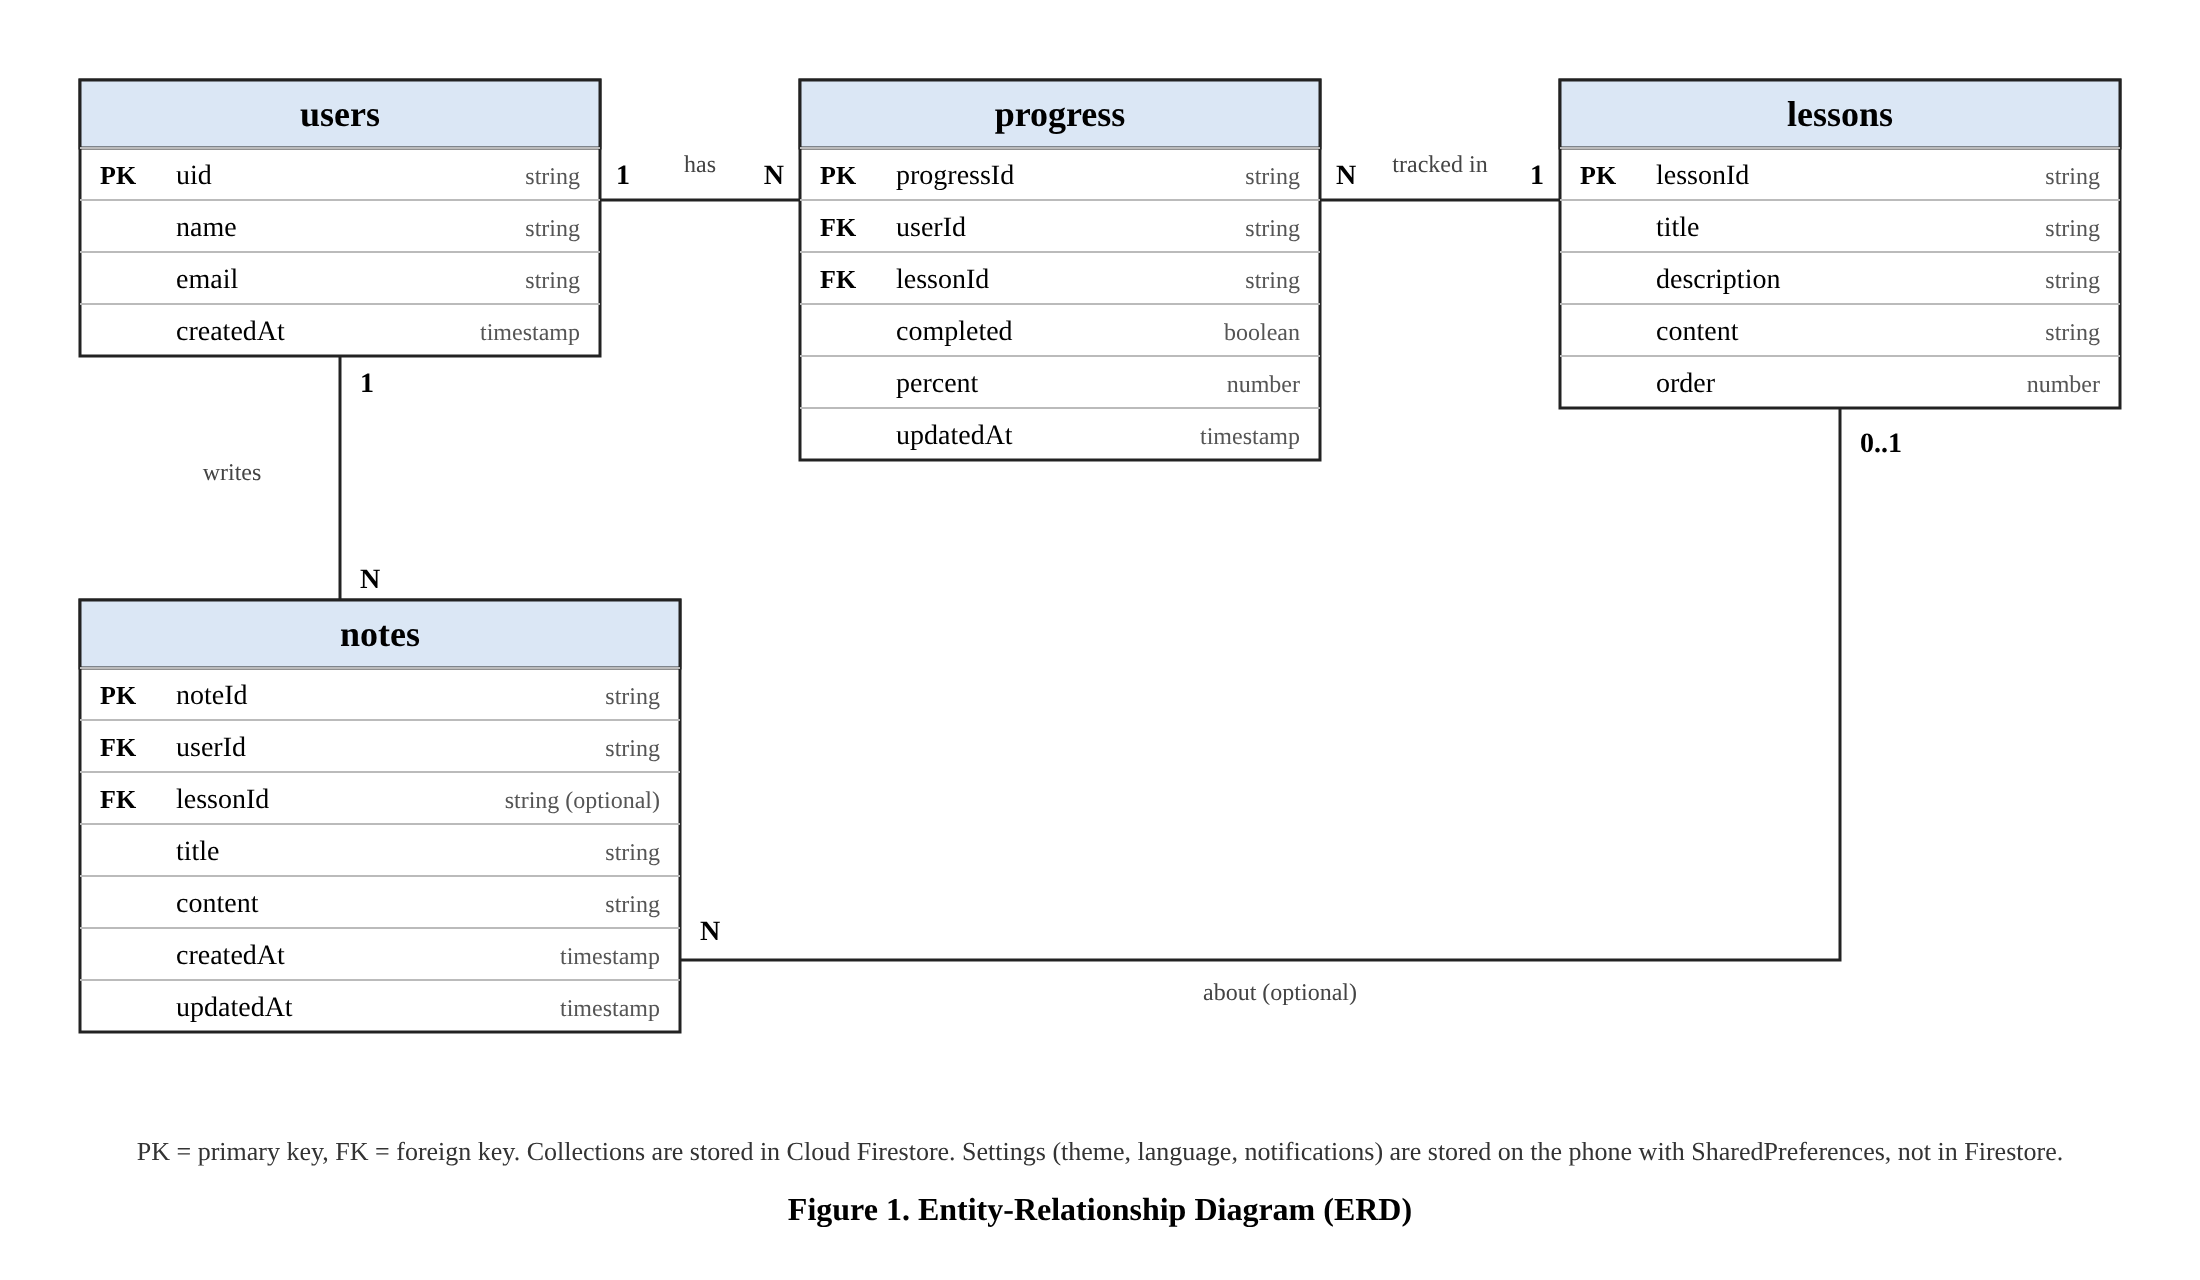 users
PK uid string
name string
email string
createdAt timestamp
1 has N
progress
PK progressId string
FK userId string
FK lessonId string
completed boolean
percent number
updatedAt timestamp
N tracked in 1
lessons
PK lessonId string
title string
description string
content string
order number
1
writes
N
0..1
notes
PK noteId string
FK userId string
FK lessonId string (optional)
title string
content string
createdAt timestamp
updatedAt timestamp
N
about (optional)
PK = primary key, FK = foreign key. Collections are stored in Cloud Firestore. Settings (theme, language, notifications) are stored on the phone with SharedPreferences, not in Firestore.
Figure 1. Entity-Relationship Diagram (ERD)